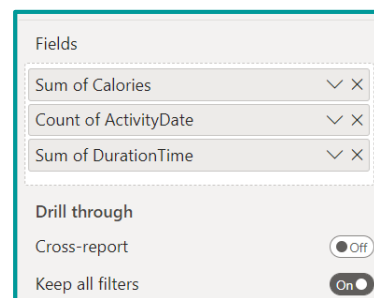 Fields
Sum of Calories
Count of ActivityDate
Sum of DurationTime
Drill through
Cross-report Off
Keep all filters On